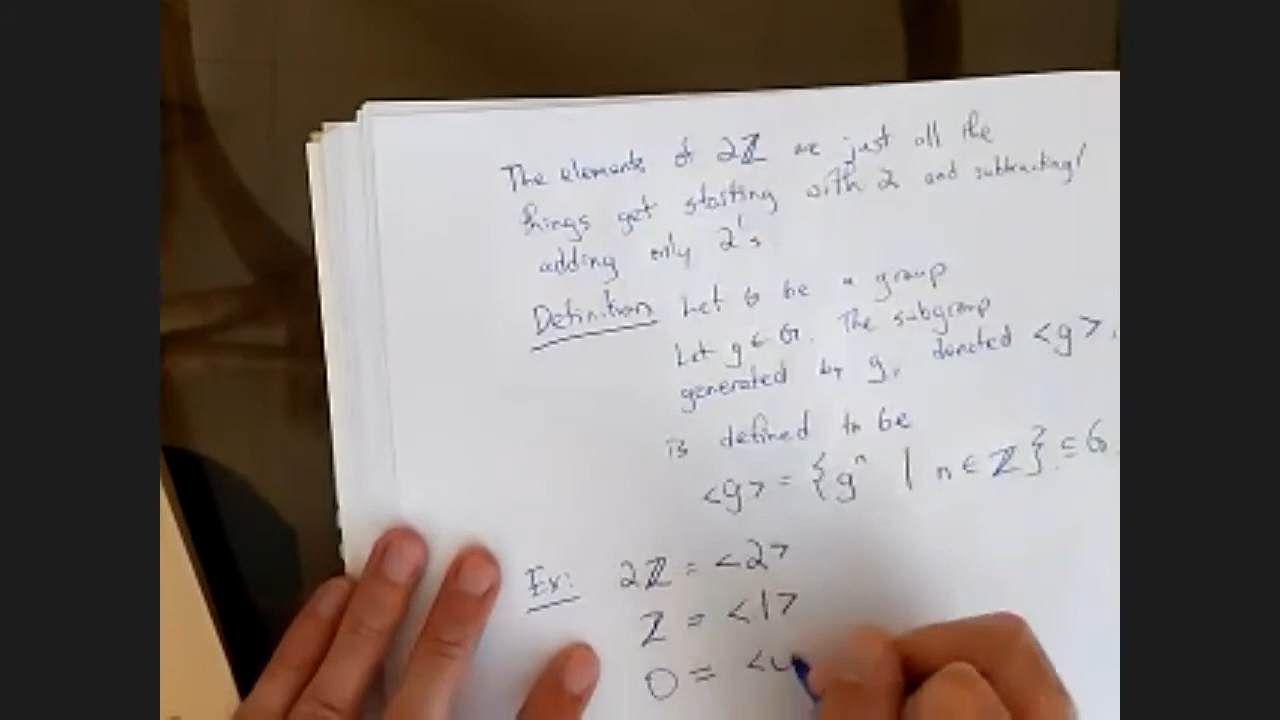 The elements of 2ℤ are just all the
things get starting with 2 and subtracting/
adding only 2's
Definition Let G be a group
Let g ∈ G. The subgroup
generated by g, denoted <g>,
is defined to be
<g> = {gⁿ | n ∈ ℤ} ⊆ G
Ex: 2ℤ = <2>
ℤ = <1>
0 = <